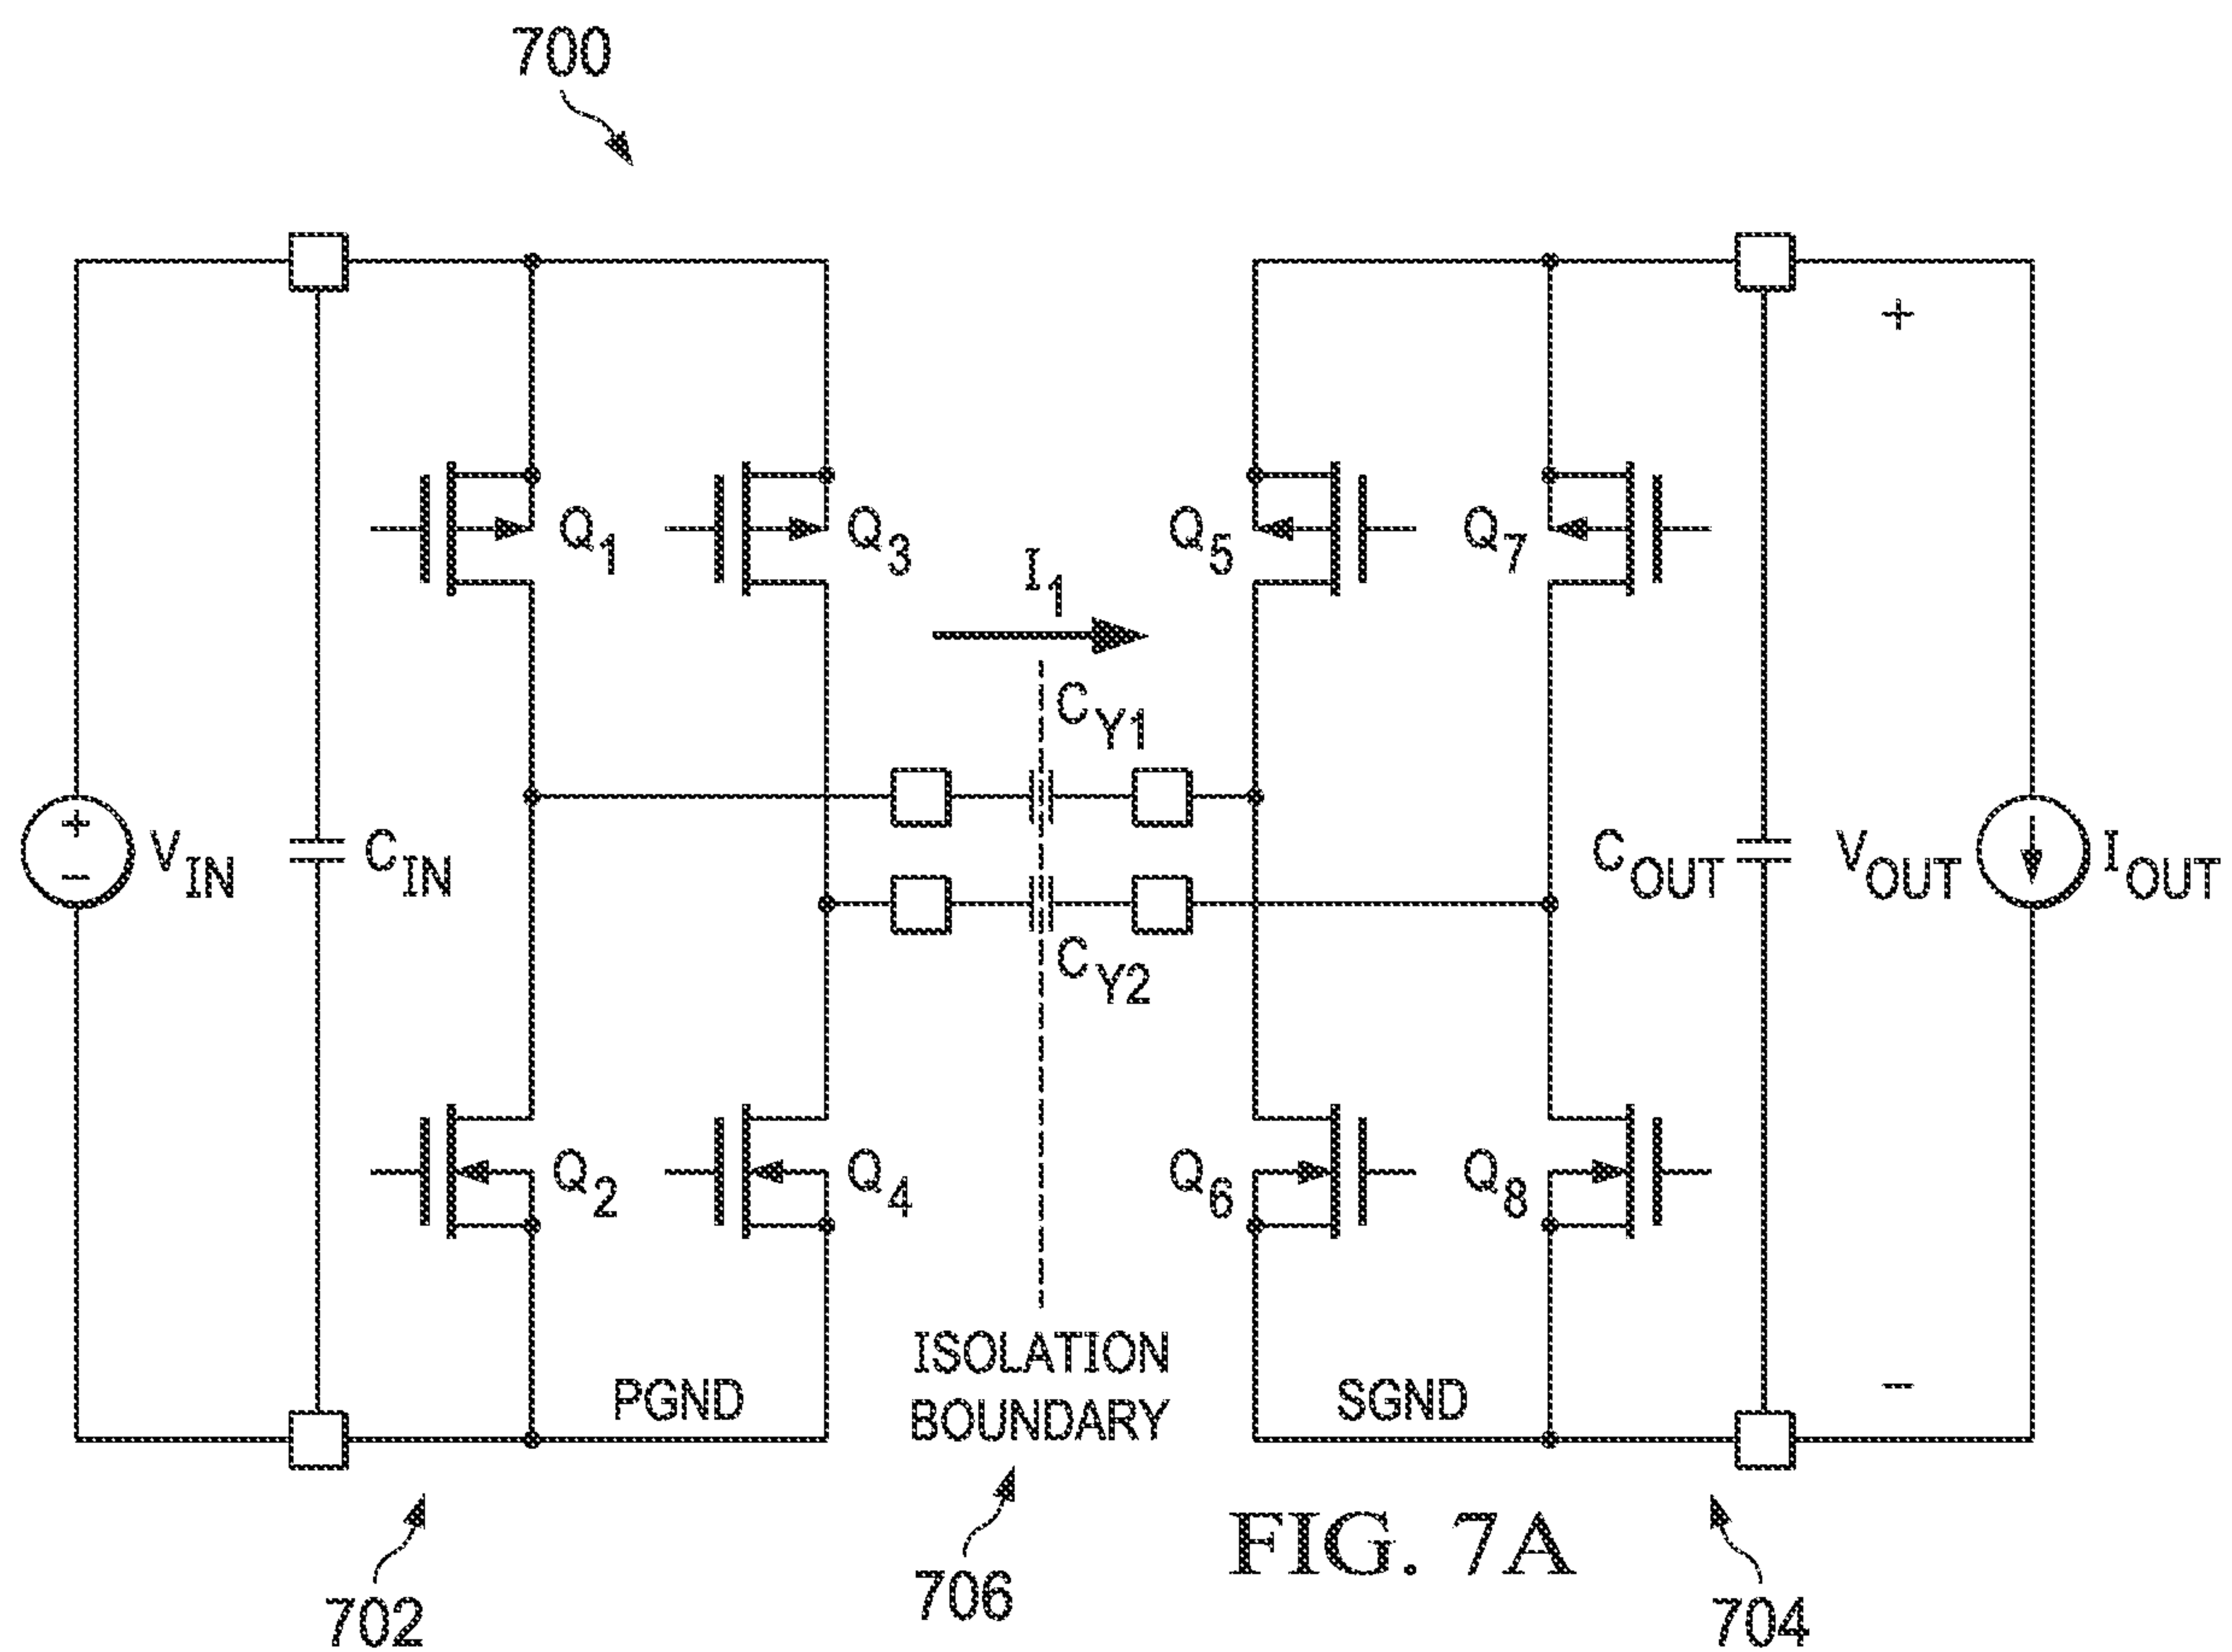 700
Q1
Q3
I1
Q5
Q7
+
CY1
+
−
VIN
CIN
COUT
VOUT
IOUT
CY2
Q2
Q4
Q6
Q8
ISOLATION
BOUNDARY
PGND
SGND
−
FIG. 7A
702
706
704